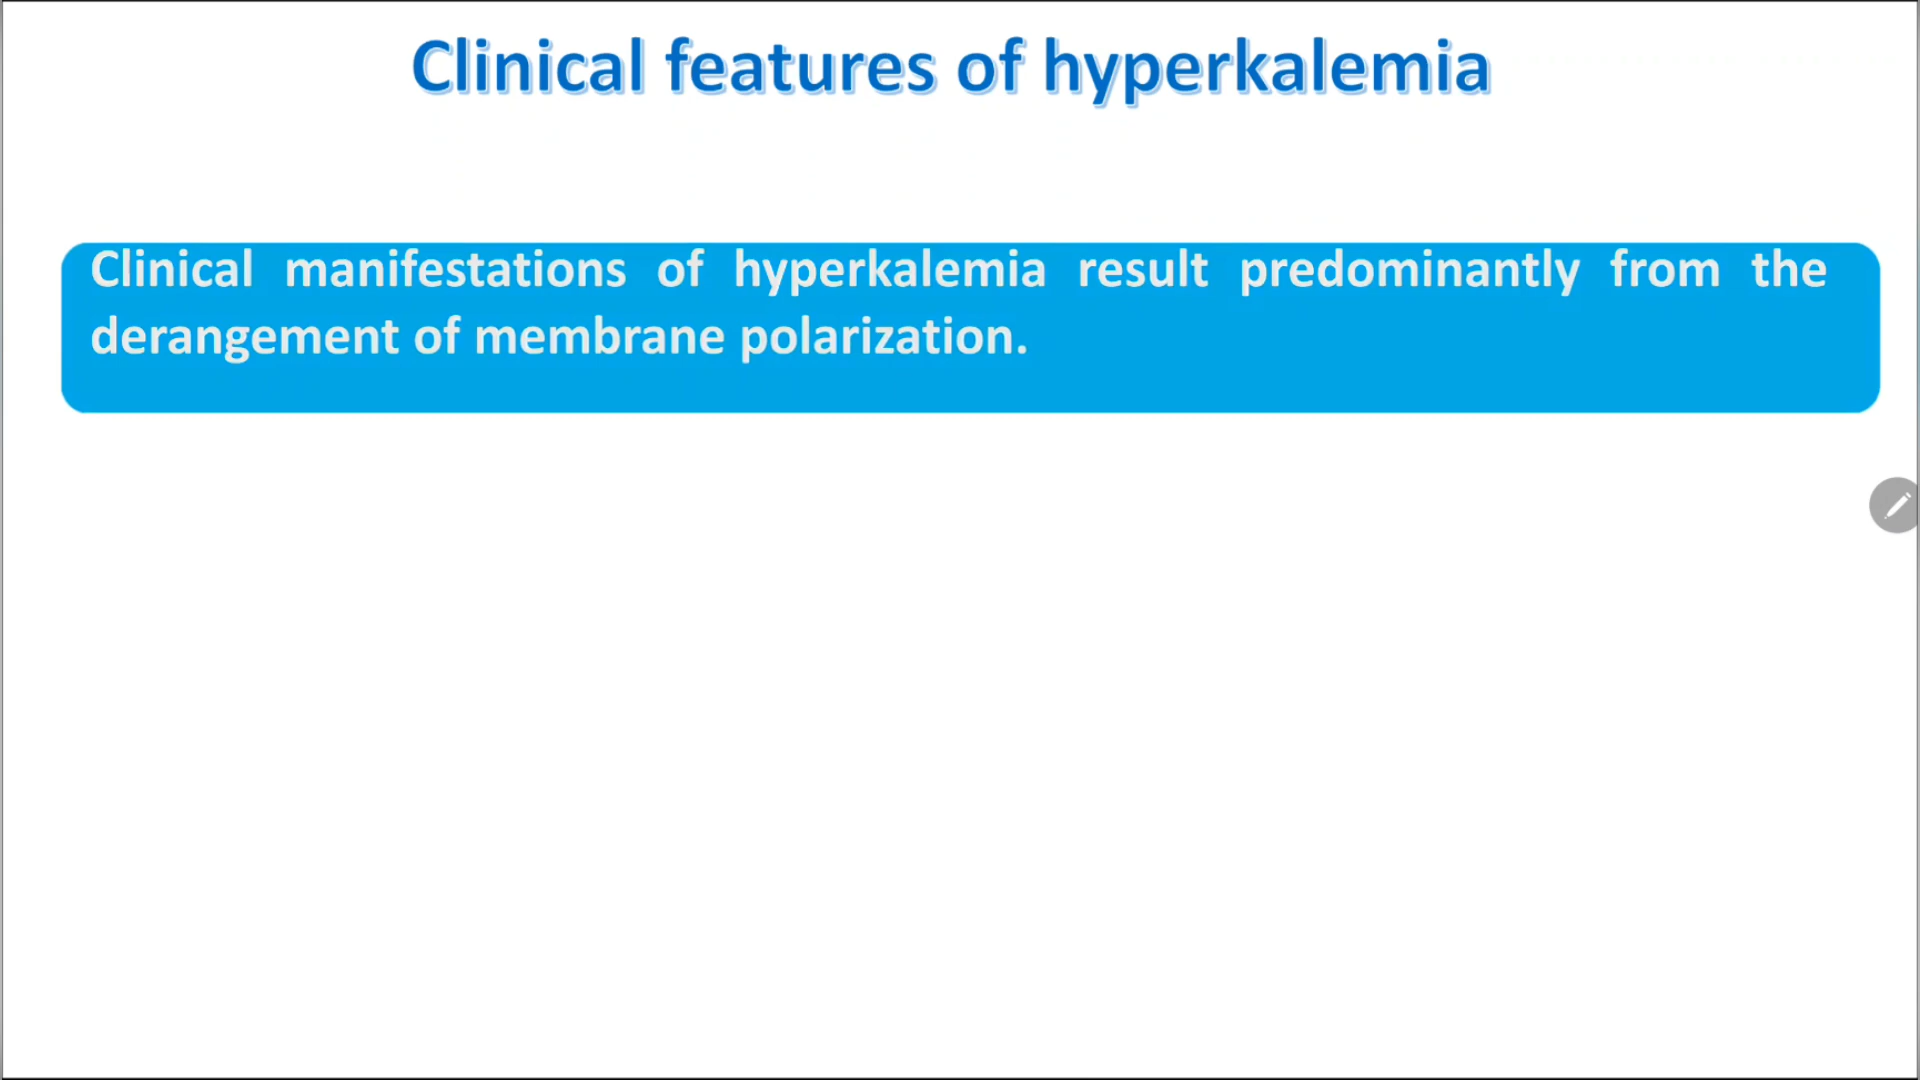 Clinical features of hyperkalemia
Clinical manifestations of hyperkalemia result predominantly from the
derangement of membrane polarization.